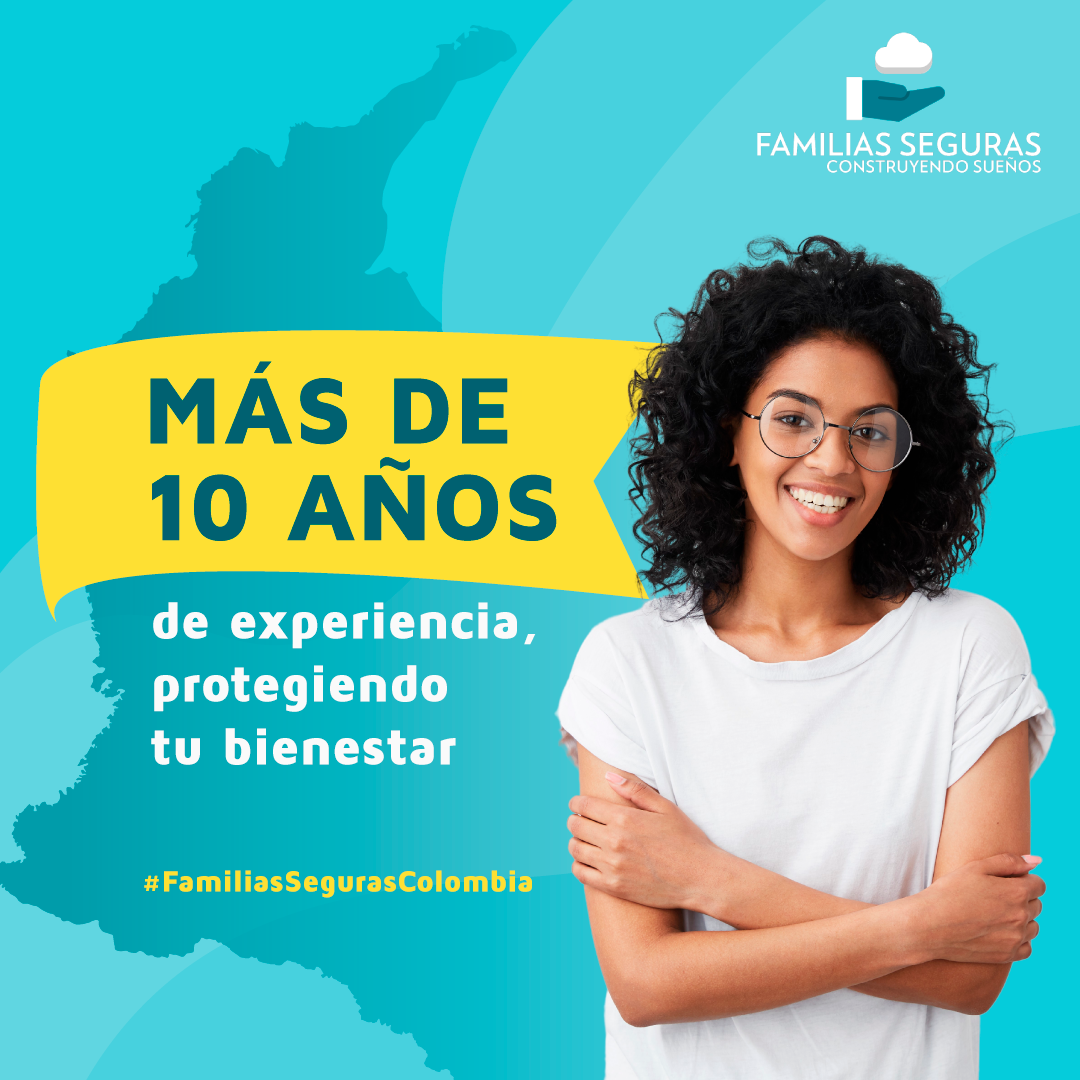 FAMILIAS SEGURAS
CONSTRUYENDO SUEÑOS
MÁS DE
10 AÑOS
de experiencia,
protegiendo
tu bienestar
#FamiliasSegurasColombia